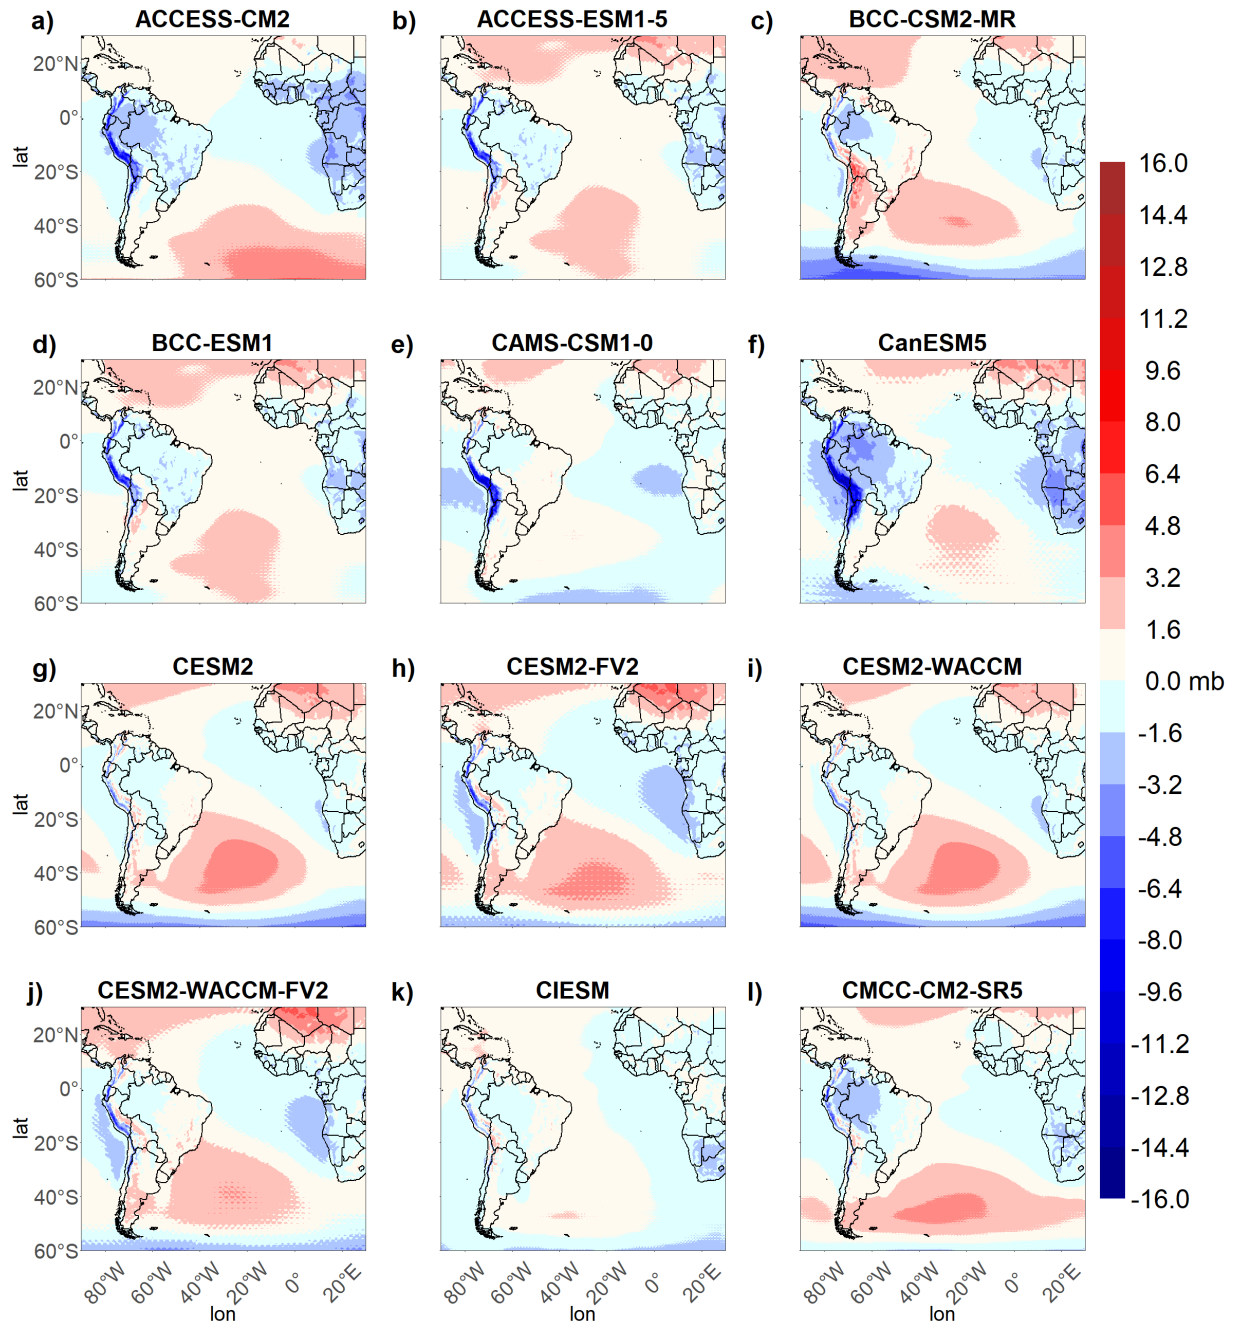 a) ACCESS-CM2
b) ACCESS-ESM1-5
c) BCC-CSM2-MR
20°N
0°
20°S
40°S
60°S
lat
d) BCC-ESM1
e) CAMS-CSM1-0
f) CanESM5
20°N
0°
20°S
40°S
60°S
lat
g) CESM2
h) CESM2-FV2
i) CESM2-WACCM
20°N
0°
20°S
40°S
60°S
lat
j) CESM2-WACCM-FV2
k) CIESM
l) CMCC-CM2-SR5
20°N
0°
20°S
40°S
60°S
lat
80°W 60°W 40°W 20°W 0° 20°E
lon
80°W 60°W 40°W 20°W 0° 20°E
lon
80°W 60°W 40°W 20°W 0° 20°E
lon
16.0
14.4
12.8
11.2
9.6
8.0
6.4
4.8
3.2
1.6
0.0 mb
-1.6
-3.2
-4.8
-6.4
-8.0
-9.6
-11.2
-12.8
-14.4
-16.0